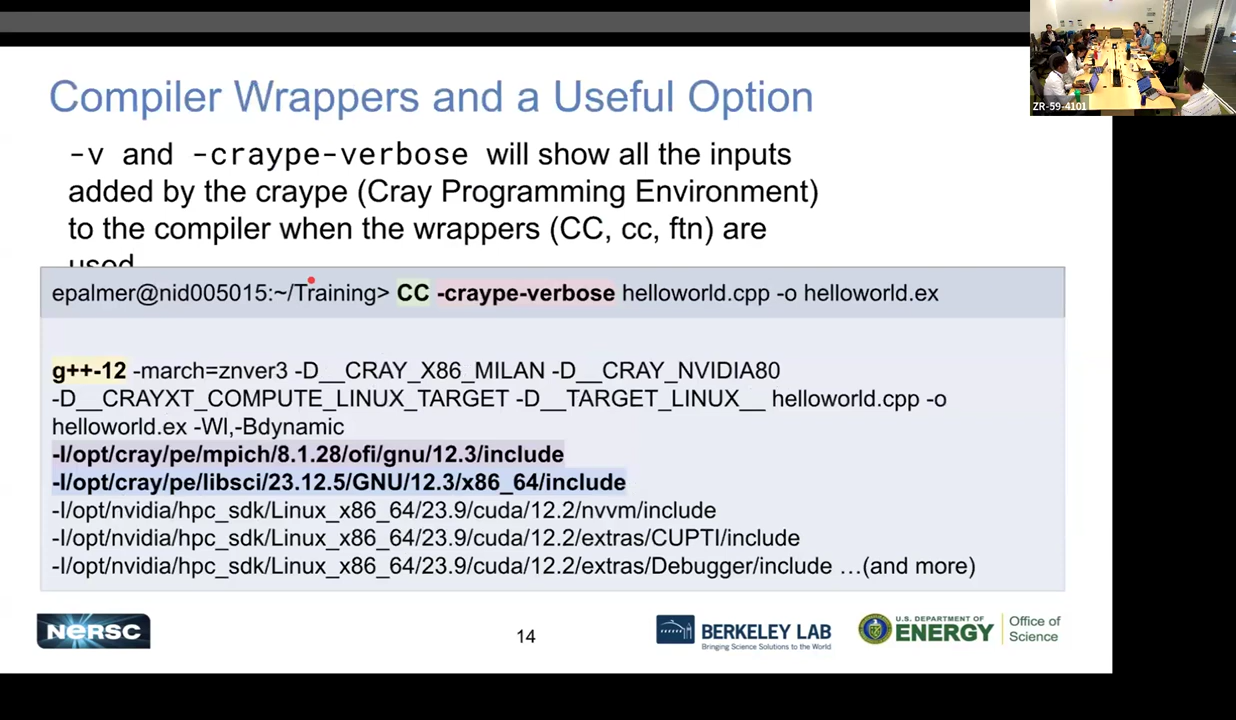 Compiler Wrappers and a Useful Option
-v and -craype-verbose will show all the inputs
added by the craype (Cray Programming Environment)
to the compiler when the wrappers (CC, cc, ftn) are
used
epalmer@nid005015:~/Training> CC -craype-verbose helloworld.cpp -o helloworld.ex
g++-12 -march=znver3 -D__CRAY_X86_MILAN -D__CRAY_NVIDIA80
-D__CRAYXT_COMPUTE_LINUX_TARGET -D__TARGET_LINUX__ helloworld.cpp -o
helloworld.ex -Wl,-Bdynamic
-I/opt/cray/pe/mpich/8.1.28/ofi/gnu/12.3/include
-I/opt/cray/pe/libsci/23.12.5/GNU/12.3/x86_64/include
-I/opt/nvidia/hpc_sdk/Linux_x86_64/23.9/cuda/12.2/nvvm/include
-I/opt/nvidia/hpc_sdk/Linux_x86_64/23.9/cuda/12.2/extras/CUPTI/include
-I/opt/nvidia/hpc_sdk/Linux_x86_64/23.9/cuda/12.2/extras/Debugger/include …(and more)
NERSC
14
BERKELEY LAB
Bringing Science Solutions to the World
U.S. DEPARTMENT OF
ENERGY
Office of
Science
ZR-59-4101